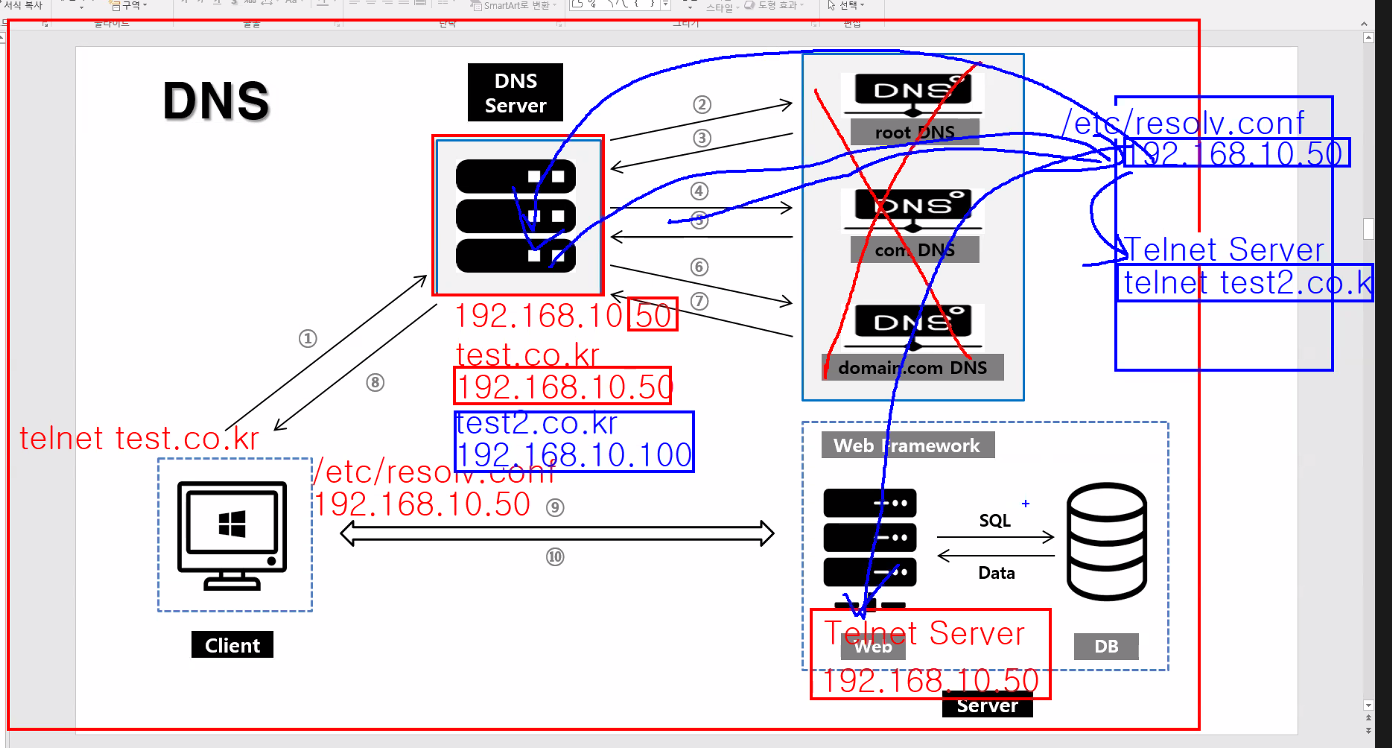 서식 복사
구역
SmartArt로 변환
스타일
도형 효과
선택
슬라이드
글꼴
단락
그리기
편집
DNS
DNS
Server
②
③
④
⑤
⑥
⑦
①
⑧
DNS
root DNS
DNS
com DNS
DNS
domain.com DNS
/etc/resolv.conf
192.168.10.50
Telnet Server
telnet test2.co.k
192.168.10.50
test.co.kr
192.168.10.50
test2.co.kr
192.168.10.100
telnet test.co.kr
/etc/resolv.conf
192.168.10.50
⑨
⑩
Client
Web Framework
SQL
Data
Telnet Server
Web
192.168.10.50
DB
Server